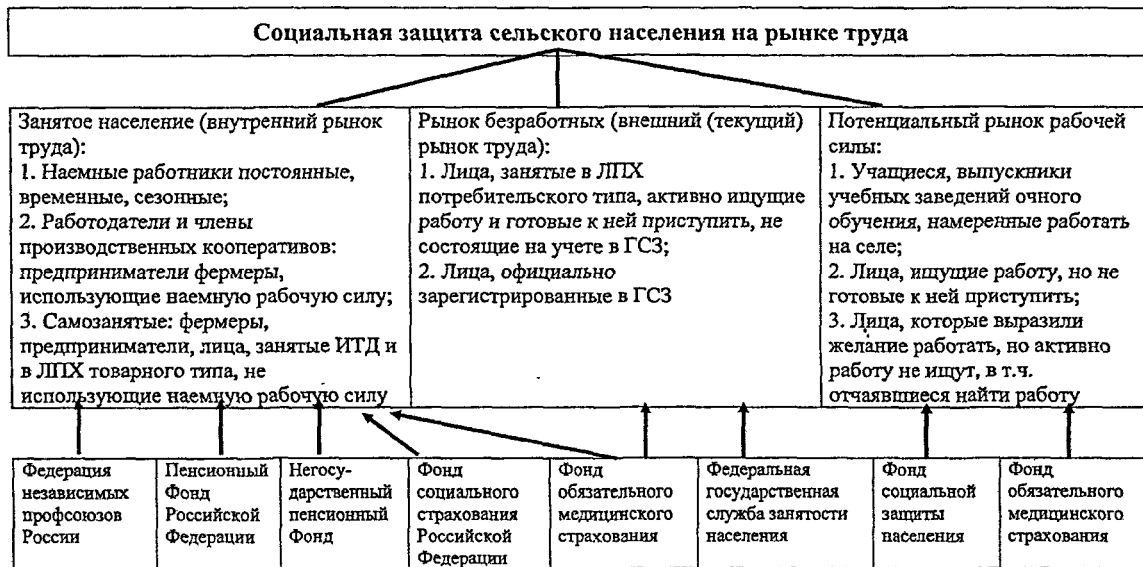 Социальная защита сельского населения на рынке труда
Занятое население (внутренний рынок
труда):
1. Наемные работники постоянные,
временные, сезонные;
2. Работодатели и члены
производственных кооперативов:
предприниматели фермеры,
использующие наемную рабочую силу;
3. Самозанятые: фермеры,
предприниматели, лица, занятые ИТД и
в ЛПХ товарного типа, не
использующие наемную рабочую силу
Рынок безработных (внешний (текущий)
рынок труда):
1. Лица, занятые в ЛПХ
потребительского типа, активно ищущие
работу и готовые к ней приступить, не
состоящие на учете в ГСЗ;
2. Лица, официально
зарегистрированные в ГСЗ
Потенциальный рынок рабочей
силы:
1. Учащиеся, выпускники
учебных заведений очного
обучения, намеренные работать
на селе;
2. Лица, ищущие работу, но не
готовые к ней приступить;
3. Лица, которые выразили
желание работать, но активно
работу не ищут, в т.ч.
отчаявшиеся найти работу
Федерация
независимых
профсоюзов
России
Пенсионный
Фонд
Российской
Федерации
Негосу-
дарственный
пенсионный
Фонд
Фонд
социального
страхования
Российской
Федерации
Фонд
обязательного
медицинского
страхования
Федеральная
государственная
служба занятости
населения
Фонд
социальной
защиты
населения
Фонд
обязательного
медицинского
страхования